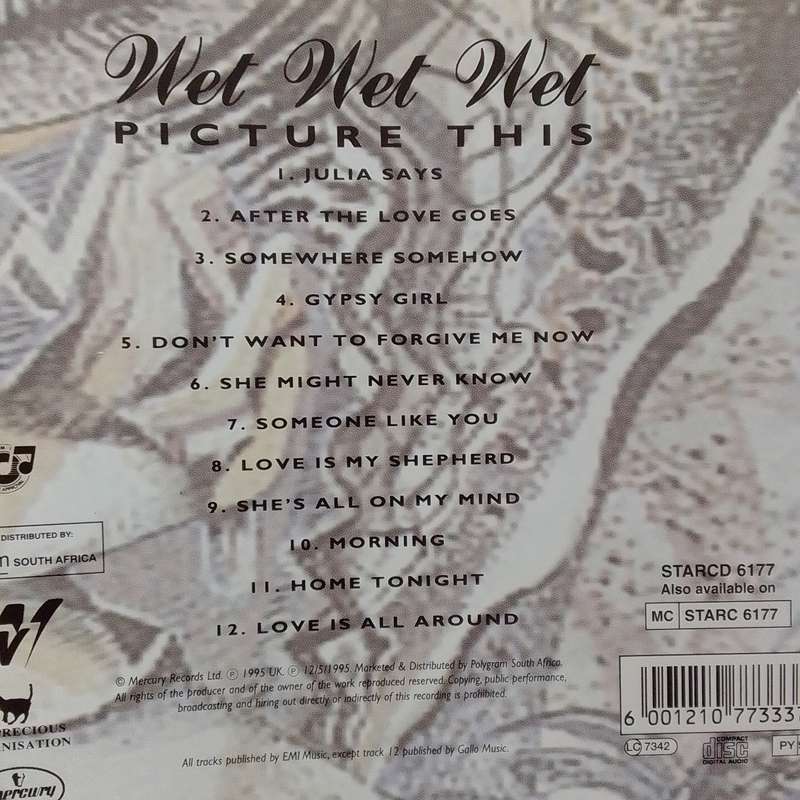 Wet Wet Wet
PICTURE THIS
1. JULIA SAYS
2. AFTER THE LOVE GOES
3. SOMEWHERE SOMEHOW
4. GYPSY GIRL
5. DON'T WANT TO FORGIVE ME NOW
6. SHE MIGHT NEVER KNOW
7. SOMEONE LIKE YOU
8. LOVE IS MY SHEPHERD
9. SHE'S ALL ON MY MIND
10. MORNING
11. HOME TONIGHT
12. LOVE IS ALL AROUND
DISTRIBUTED BY:
SOUTH AFRICA
STARCD 6177
Also available on
MC STARC 6177
© Mercury Records Ltd. ℗ 1995 UK. ℗ 12/5/1995. Marketed & Distributed by Polygram South Africa.
All rights of the producer and of the owner of the work reproduced reserved. Copying, public performance,
broadcasting and hiring out directly or indirectly of this recording is prohibited.
RECIOUS
NISATION
mercury
All tracks published by EMI Music, except track 12 published by Gallo Music.
6 001210 77333
LC 7342
COMPACT
disc
DIGITAL AUDIO
PY